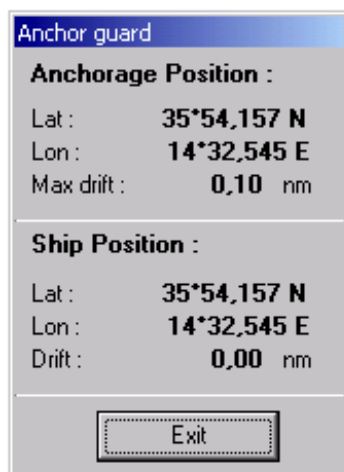 Anchor guard
Anchorage Position :
Lat : 35°54,157 N
Lon : 14°32,545 E
Max drift : 0,10 nm
Ship Position :
Lat : 35°54,157 N
Lon : 14°32,545 E
Drift : 0,00 nm
Exit